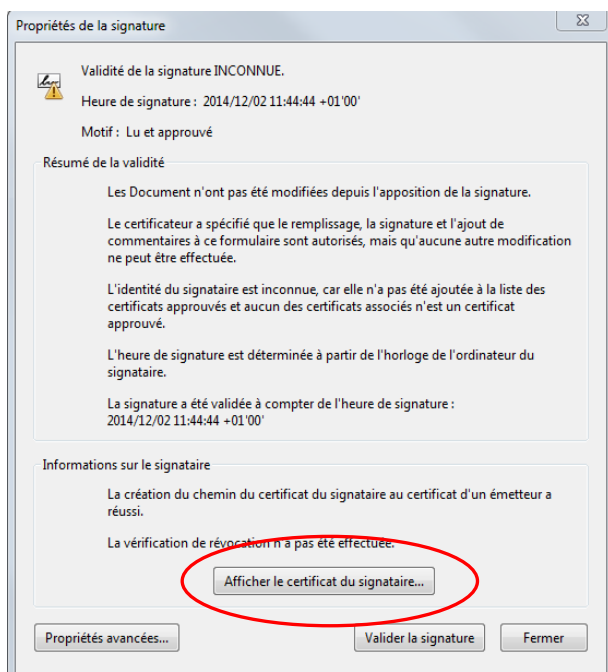 Propriétés de la signature
Validité de la signature INCONNUE.
Heure de signature : 2014/12/02 11:44:44 +01'00'
Motif : Lu et approuvé
Résumé de la validité
Les Document n'ont pas été modifiées depuis l'apposition de la signature.
Le certificateur a spécifié que le remplissage, la signature et l'ajout de
commentaires à ce formulaire sont autorisés, mais qu'aucune autre modification
ne peut être effectuée.
L'identité du signataire est inconnue, car elle n'a pas été ajoutée à la liste des
certificats approuvés et aucun des certificats associés n'est un certificat
approuvé.
L'heure de signature est déterminée à partir de l'horloge de l'ordinateur du
signataire.
La signature a été validée à compter de l'heure de signature :
2014/12/02 11:44:44 +01'00'
Informations sur le signataire
La création du chemin du certificat du signataire au certificat d'un émetteur a
réussi.
La vérification de révocation n'a pas été effectuée.
Afficher le certificat du signataire...
Propriétés avancées... Valider la signature Fermer